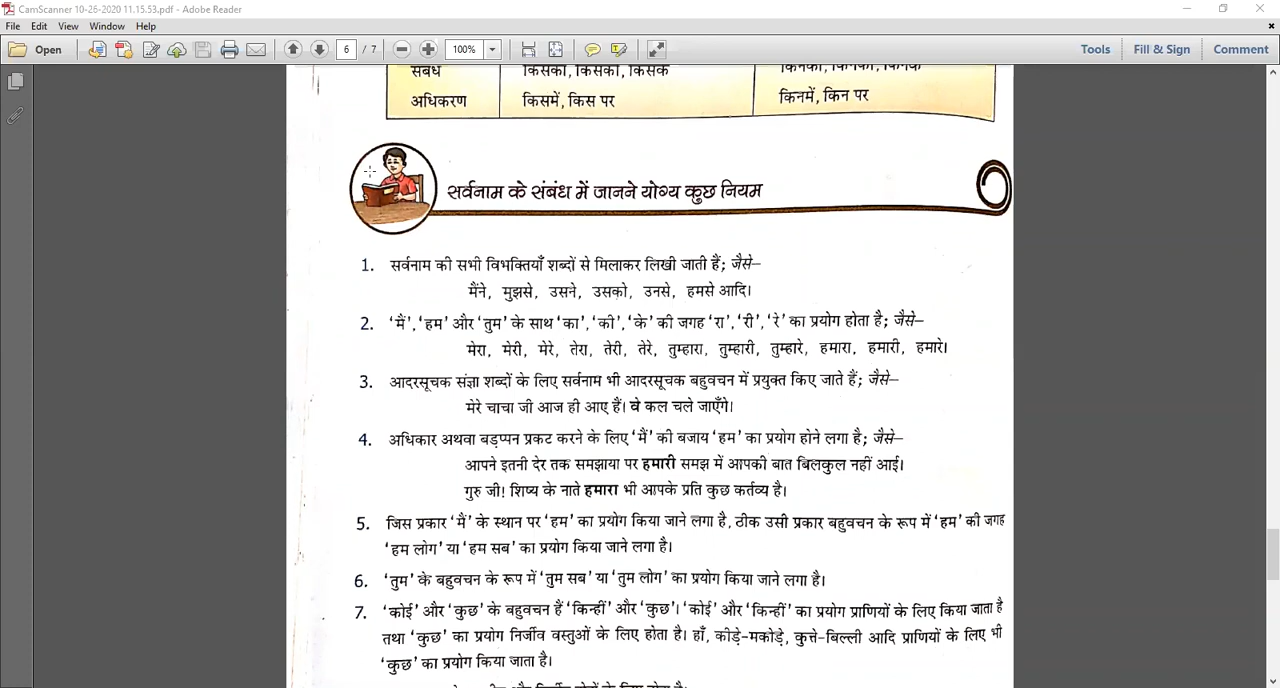 CamScanner 10-26-2020 11.15.53.pdf - Adobe Reader
File Edit View Window Help
Open 6 / 7 100% Tools Fill & Sign Comment
संबंध किसका, किसकी, किसके किनका, किनकी, किनके
अधिकरण किसमें, किस पर किनमें, किन पर
सर्वनाम के संबंध में जानने योग्य कुछ नियम
1. सर्वनाम की सभी विभक्तियाँ शब्दों से मिलाकर लिखी जाती हैं; जैसे–
मैंने, मुझसे, उसने, उसको, उनसे, हमसे आदि।
2. 'मैं', 'हम' और 'तुम' के साथ 'का', 'की', 'के' की जगह 'रा', 'री', 'रे' का प्रयोग होता है; जैसे–
मेरा, मेरी, मेरे, तेरा, तेरी, तेरे, तुम्हारा, तुम्हारी, तुम्हारे, हमारा, हमारी, हमारे।
3. आदरसूचक संज्ञा शब्दों के लिए सर्वनाम भी आदरसूचक बहुवचन में प्रयुक्त किए जाते हैं; जैसे–
मेरे चाचा जी आज ही आए हैं। वे कल चले जाएँगे।
4. अधिकार अथवा बड़प्पन प्रकट करने के लिए 'मैं' की बजाय 'हम' का प्रयोग होने लगा है; जैसे–
आपने इतनी देर तक समझाया पर हमारी समझ में आपकी बात बिलकुल नहीं आई।
गुरु जी! शिष्य के नाते हमारा भी आपके प्रति कुछ कर्तव्य है।
5. जिस प्रकार 'मैं' के स्थान पर 'हम' का प्रयोग किया जाने लगा है, ठीक उसी प्रकार बहुवचन के रूप में 'हम' की जगह
'हम लोग' या 'हम सब' का प्रयोग किया जाने लगा है।
6. 'तुम' के बहुवचन के रूप में 'तुम सब' या 'तुम लोग' का प्रयोग किया जाने लगा है।
7. 'कोई' और 'कुछ' के बहुवचन हैं 'किन्हीं' और 'कुछ'। 'कोई' और 'किन्हीं' का प्रयोग प्राणियों के लिए किया जाता है
तथा 'कुछ' का प्रयोग निर्जीव वस्तुओं के लिए होता है। हाँ, कीड़े-मकोड़े, कुत्ते-बिल्ली आदि प्राणियों के लिए भी
'कुछ' का प्रयोग किया जाता है।